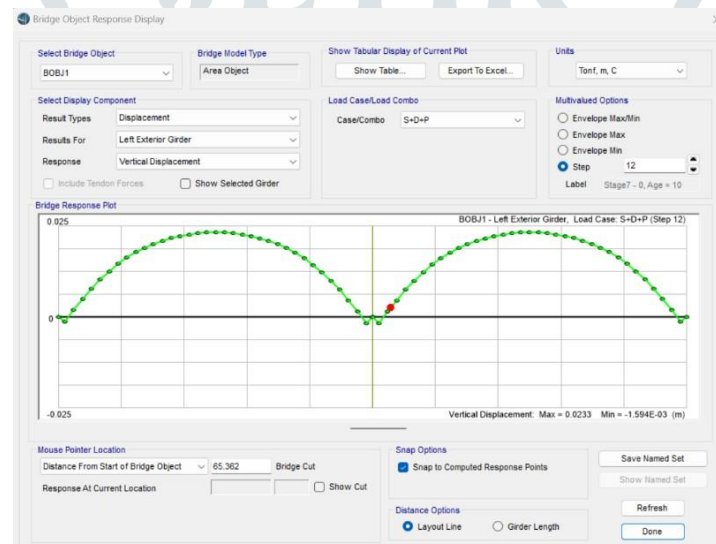 Bridge Object Response Display
Select Bridge Object
BOBJ1
Bridge Model Type
Area Object
Show Tabular Display of Current Plot
Show Table...
Export To Excel...
Units
Tonf, m, C
Select Display Component
Result Types
Displacement
Results For
Left Exterior Girder
Response
Vertical Displacement
Include Tendon Forces
Show Selected Girder
Load Case/Load Combo
Case/Combo
S+D+P
Multivalued Options
Envelope Max/Min
Envelope Max
Envelope Min
Step
12
Label
Stage7 - 0, Age = 10
Bridge Response Plot
0.025
BOBJ1 - Left Exterior Girder, Load Case: S+D+P (Step 12)
0
-0.025
Vertical Displacement: Max = 0.0233 Min = -1.594E-03 (m)
Mouse Pointer Location
Distance From Start of Bridge Object
65.362
Bridge Cut
Response At Current Location
Show Cut
Snap Options
Snap to Computed Response Points
Distance Options
Layout Line
Girder Length
Save Named Set
Show Named Set
Refresh
Done